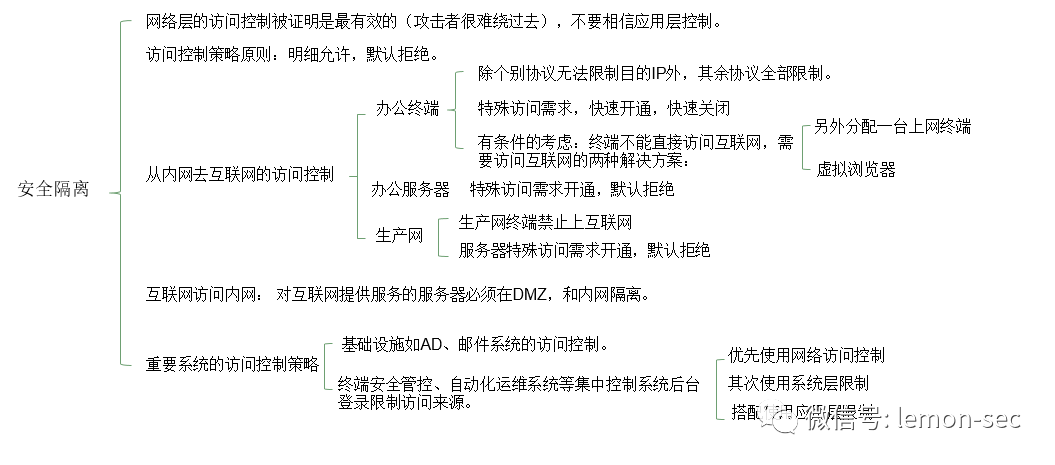 安全隔离
网络层的访问控制被证明是最有效的（攻击者很难绕过去），不要相信应用层控制。
访问控制策略原则：明细允许，默认拒绝。
从内网去互联网的访问控制
办公终端
除个别协议无法限制目的IP外，其余协议全部限制。
特殊访问需求，快速开通，快速关闭
有条件的考虑：终端不能直接访问互联网，需
要访问互联网的两种解决方案：
另外分配一台上网终端
虚拟浏览器
办公服务器
特殊访问需求开通，默认拒绝
生产网
生产网终端禁止上互联网
服务器特殊访问需求开通，默认拒绝
互联网访问内网： 对互联网提供服务的服务器必须在DMZ，和内网隔离。
重要系统的访问控制策略
基础设施如AD、邮件系统的访问控制。
终端安全管控、自动化运维系统等集中控制系统后台
登录限制访问来源。
优先使用网络访问控制
其次使用系统层限制
搭配
微信号: lemon-sec